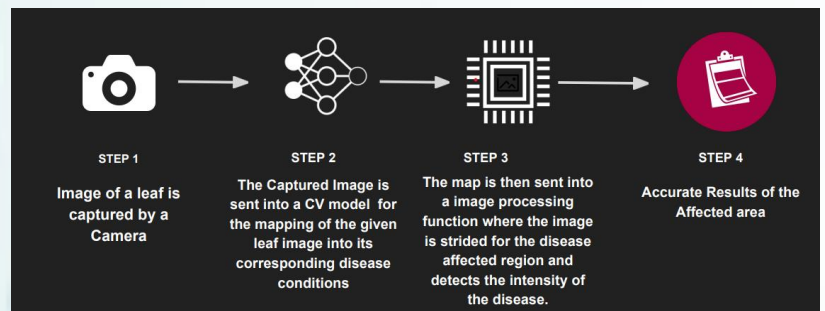 STEP 1
Image of a leaf is
captured by a
Camera
STEP 2
The Captured Image is
sent into a CV model for
the mapping of the given
leaf image into its
corresponding disease
conditions
STEP 3
The map is then sent into
a image processing
function where the image
is strided for the disease
affected region and
detects the intensity of
the disease.
STEP 4
Accurate Results of the
Affected area